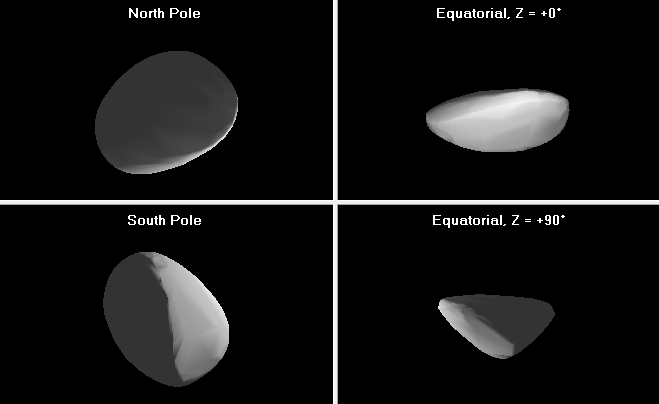 North Pole
Equatorial, Z = +0°
South Pole
Equatorial, Z = +90°